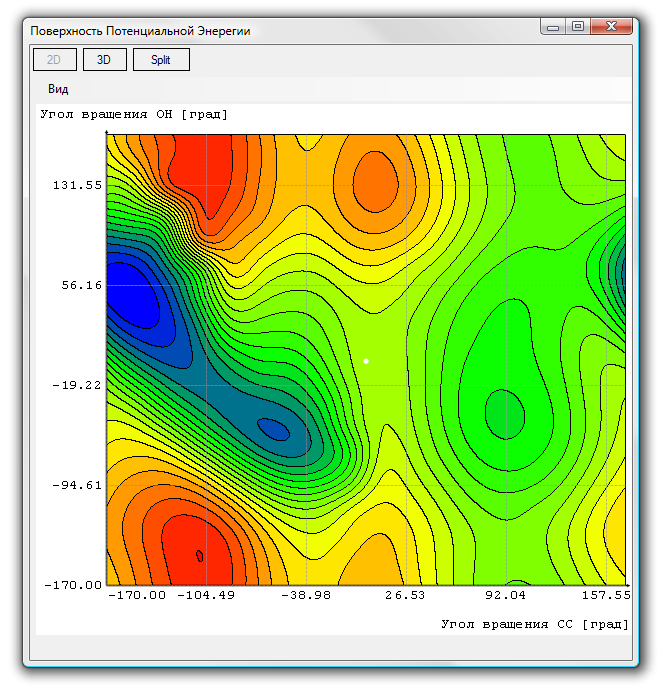 Поверхность Потенциальной Энерегии
2D 3D Split
Вид
Угол вращения OH [град]
131.55
56.16
-19.22
-94.61
-170.00
-170.00 -104.49 -38.98 26.53 92.04 157.55
Угол вращения CC [град]